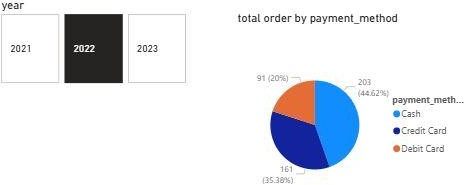 year
2021
2022
2023
total order by payment_method
91 (20%)
203
(44.62%)
161
(35.38%)
payment_meth...
Cash
Credit Card
Debit Card